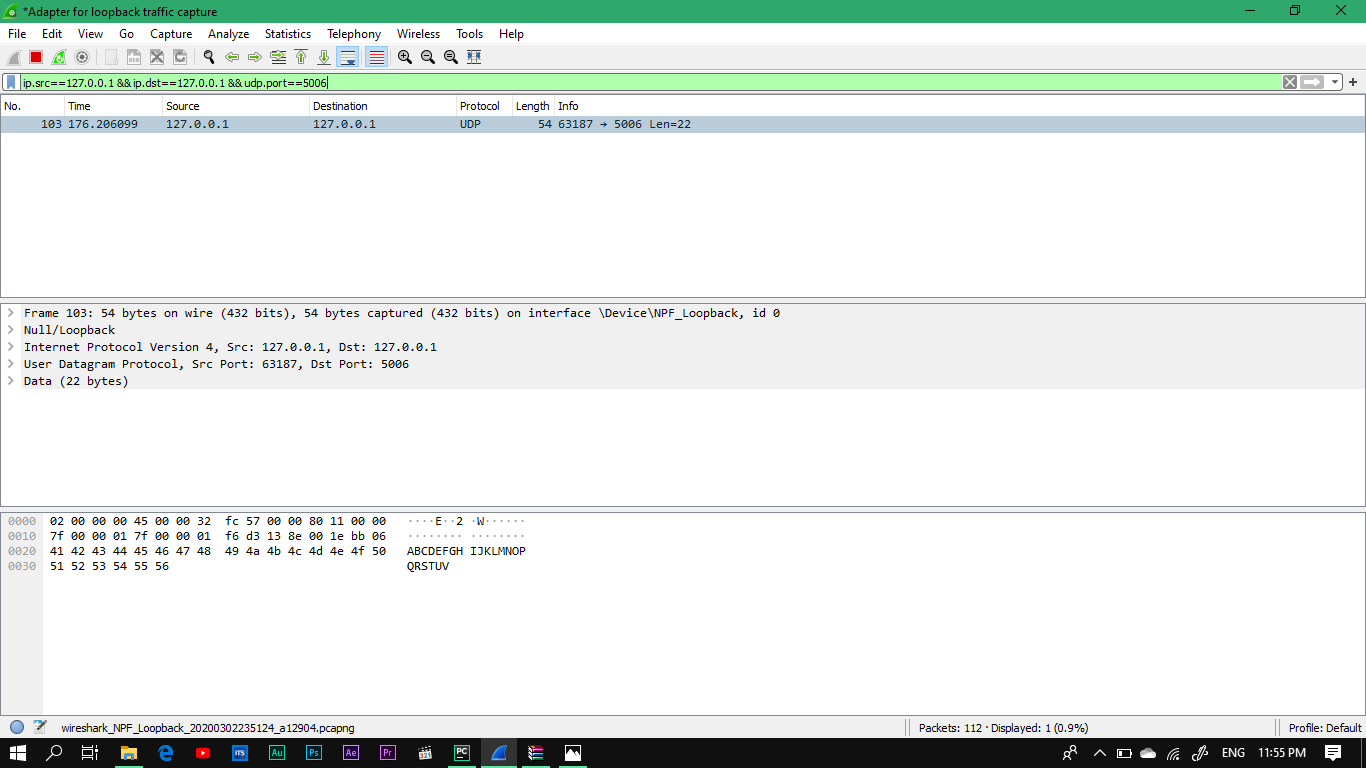 *Adapter for loopback traffic capture
File Edit View Go Capture Analyze Statistics Telephony Wireless Tools Help
ip.src==127.0.0.1 && ip.dst==127.0.0.1 && udp.port==5006
No. Time Source Destination Protocol Length Info
103 176.206099 127.0.0.1 127.0.0.1 UDP 54 63187 → 5006 Len=22
Frame 103: 54 bytes on wire (432 bits), 54 bytes captured (432 bits) on interface \Device\NPF_Loopback, id 0
Null/Loopback
Internet Protocol Version 4, Src: 127.0.0.1, Dst: 127.0.0.1
User Datagram Protocol, Src Port: 63187, Dst Port: 5006
Data (22 bytes)
0000 02 00 00 00 45 00 00 32 fc 57 00 00 80 11 00 00 ····E··2 ·W······
0010 7f 00 00 01 7f 00 00 01 f6 d3 13 8e 00 1e bb 06 ········ ········
0020 41 42 43 44 45 46 47 48 49 4a 4b 4c 4d 4e 4f 50 ABCDEFGH IJKLMNOP
0030 51 52 53 54 55 56 QRSTUV
wireshark_NPF_Loopback_20200302235124_a12904.pcapng Packets: 112 · Displayed: 1 (0.9%) Profile: Default
ITS Au Ps Ae Pr PC ENG 11:55 PM